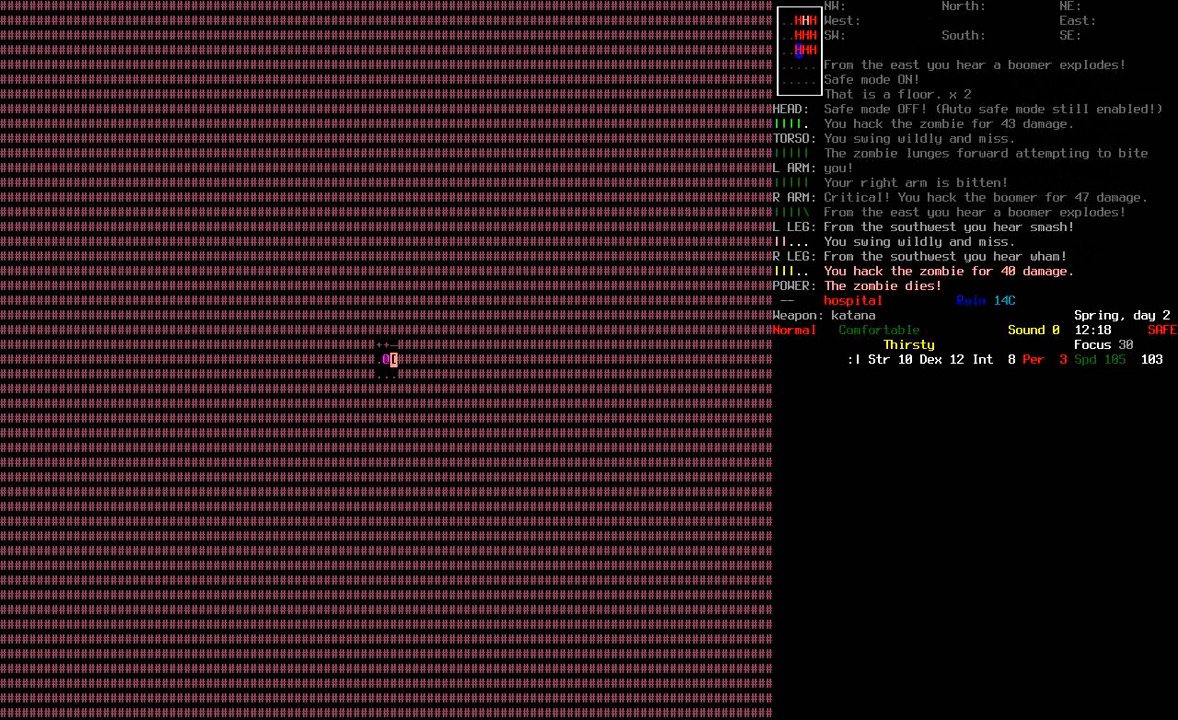 NW: North: NE:
..HHH West: East:
..HHH SW: South: SE:
..HHH
..... From the east you hear a boomer explodes!
..... Safe mode ON!
That is a floor. x 2
HEAD: Safe mode OFF! (Auto safe mode still enabled!)
||||. You hack the zombie for 43 damage.
TORSO: You swing wildly and miss.
||||| The zombie lunges forward attempting to bite
L ARM: you!
||||| Your right arm is bitten!
R ARM: Critical! You hack the boomer for 47 damage.
||||\ From the east you hear a boomer explodes!
L LEG: From the southwest you hear smash!
||... You swing wildly and miss.
R LEG: From the southwest you hear wham!
|||.. You hack the zombie for 40 damage.
POWER: The zombie dies!
-- hospital Rain 14C
Weapon: katana Spring, day 2
Normal Comfortable Sound 0 12:18 SAFE
Thirsty Focus 30
:| Str 10 Dex 12 Int 8 Per 3 Spd 105 103